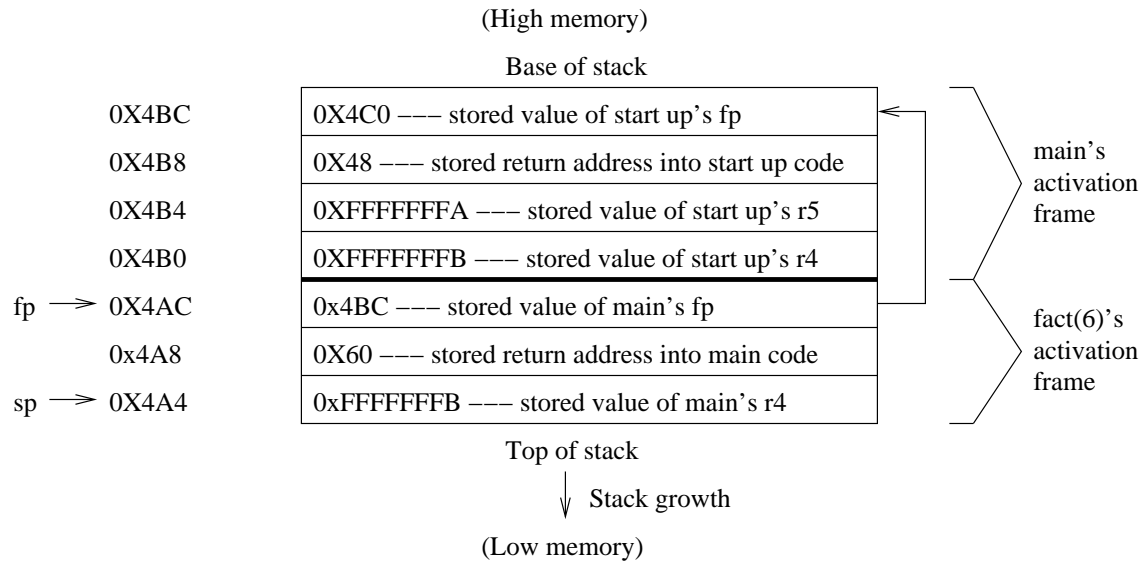 (High memory)
Base of stack
0X4BC 0X4C0 −−− stored value of start up's fp
0X4B8 0X48 −−− stored return address into start up code
0X4B4 0XFFFFFFFA −−− stored value of start up's r5
0X4B0 0XFFFFFFFB −−− stored value of start up's r4
main's
activation
frame
fp 0X4AC 0x4BC −−− stored value of main's fp
0x4A8 0X60 −−− stored return address into main code
sp 0X4A4 0xFFFFFFFB −−− stored value of main's r4
fact(6)'s
activation
frame
Top of stack
Stack growth
(Low memory)